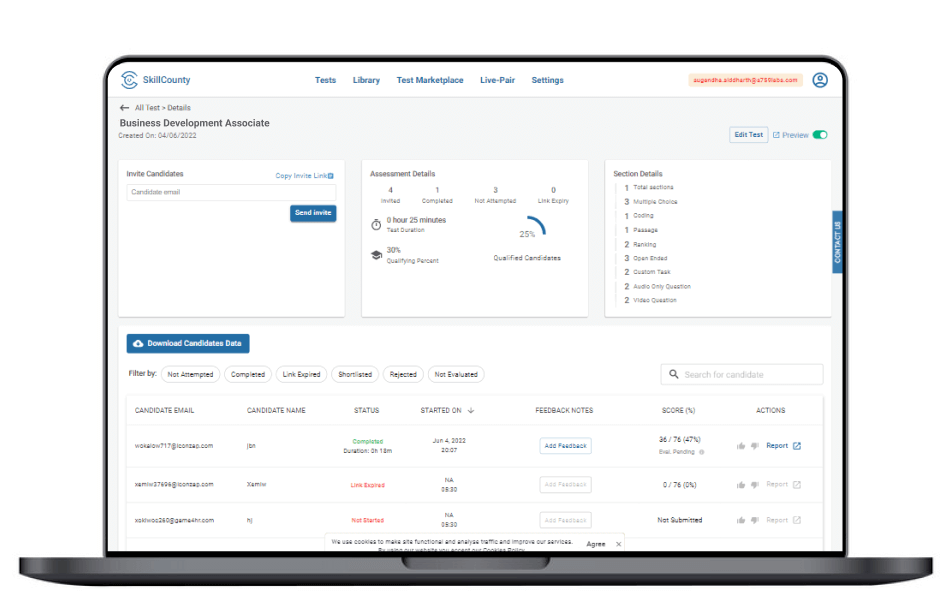 SkillCounty
Tests Library Test Marketplace Live-Pair Settings
sugandha.siddharth@s799labs.com
← All Test > Details
Business Development Associate
Created On: 04/06/2022
Edit Test Preview
Invite Candidates Copy Invite Link
Candidate email
Send invite
Assessment Details
4 1 3 0
Invited Completed Not Attempted Link Expiry
0 hour 25 minutes
Test Duration
25%
30%
Qualifying Percent
Qualified Candidates
Section Details
1 Total sections
3 Multiple Choice
1 Coding
1 Passage
2 Ranking
3 Open Ended
2 Custom Task
2 Audio Only Question
2 Video Question
CONTACT US
Download Candidates Data
Filter by: Not Attempted Completed Link Expired Shortlisted Rejected Not Evaluated
Search for candidate
CANDIDATE EMAIL CANDIDATE NAME STATUS STARTED ON ↓ FEEDBACK NOTES SCORE (%) ACTIONS
wokalow717@iconzap.com jbn Completed Jun 4, 2022 Add Feedback 36 / 76 (47%) Report
Duration: 0h 18m 20:07 Eval. Pending
xemiw37696@iconzap.com Xemiw Link Expired NA Add Feedback 0 / 76 (0%) Report
05:30
xokiwoc260@game4hr.com hj Not Started NA Add Feedback Not Submitted Report
05:30
We use cookies to make site functional and analyse traffic and improve our services. Agree ×
By using our website you accept our Cookies Policy